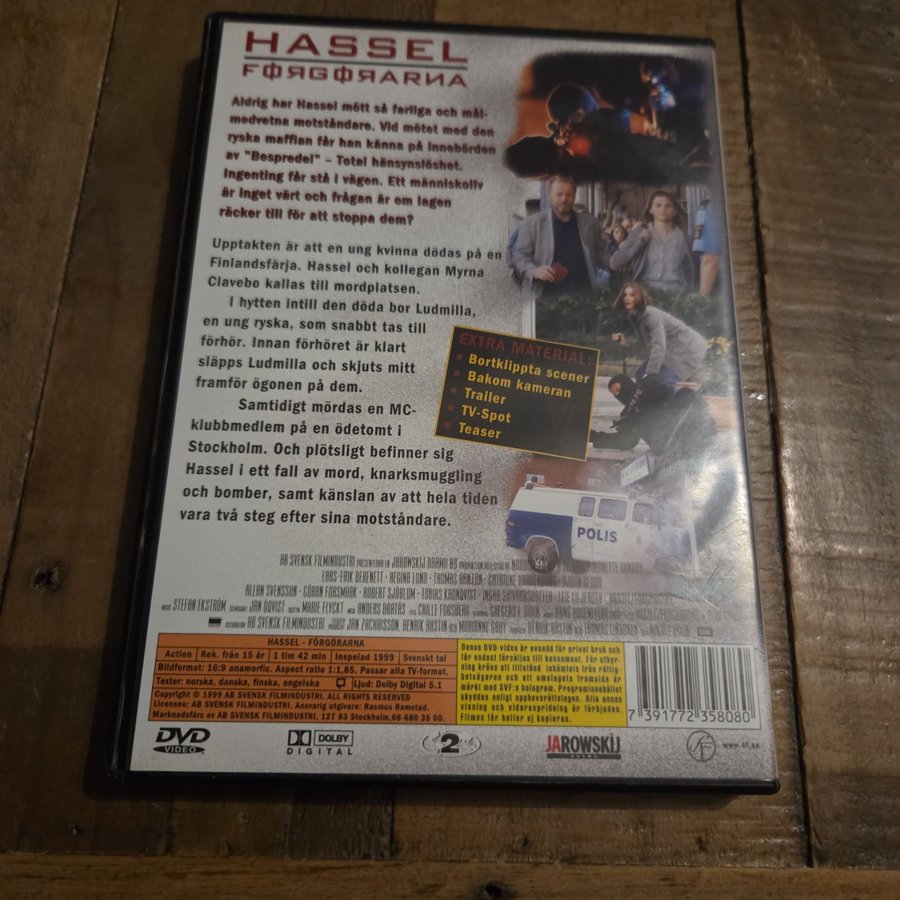 HASSEL
FÖRGÖRARNA
Aldrig har Hassel mött så farliga och mål-
medvetna motståndare. Vid mötet med den
ryska maffian får han känna på innebörden
av "Bespredel" – Total hänsynslöshet.
Ingenting får stå i vägen. Ett människoliv
är inget värt och frågan är om lagen
räcker till för att stoppa dem?
Upptakten är att en ung kvinna dödas på en
Finlandsfärja. Hassel och kollegan Myrna
Clavebo kallas till mordplatsen.
I hytten intill den döda bor Ludmilla,
en ung ryska, som snabbt tas till
förhör. Innan förhöret är klart
släpps Ludmilla och skjuts mitt
framför ögonen på dem.
Samtidigt mördas en MC-
klubbmedlem på en ödetomt i
Stockholm. Och plötsligt befinner sig
Hassel i ett fall av mord, knarksmuggling
och bomber, samt känslan av att hela tiden
vara två steg efter sina motståndare.
EXTRA MATERIAL:
• Bortklippta scener
• Bakom kameran
• Trailer
• TV-Spot
• Teaser
POLIS
AB SVENSK FILMINDUSTRI PRESENTERAR EN JAROWSKIJ
LARS-ERIK BERENETT · REGINA LUND · THOMAS HANZON · CATHERINE
ALLAN SVENSSON · GÖRAN FORSMARK · ROBERT SJÖBLOM · TOBIAS KRONQVIST
STEFAN EKSTRÖM JAN ÖQVIST MARIE FLYCKT ANDERS CALLE FORSBERG
DISTRIBUTION AB SVENSK FILMINDUSTRI JAN ZACHRISSON HENRIK BASTIN MARIANNE
HASSEL - FÖRGÖRARNA
Action Rek. från 15 år 1 tim 42 min Inspelad 1999 Svenskt tal
Bildformat: 16:9 anamorfic. Aspect ratio 1:1,85. Passar alla TV-format.
Texter: norska, danska, finska, engelska Ljud: Dolby Digital 5.1
Copyright © 1999 AB SVENSK FILMINDUSTRI. ALL RIGHTS RESERVED
Licensee: AB SVENSK FILMINDUSTRI. Ansvarig utgivare: Rasmus Ramstad.
Marknadsförs av AB SVENSK FILMINDUSTRI, 127 83 Stockholm,08-680 35 00.
Denna DVD-video är avsedd för privat bruk och
får endast försäljas till konsument. För uthyr-
ning krävs att tillstånd inhämtats från rättig-
hetsägaren och att omslagets framsida är
märkt med SVF:s hologram. Programinnehållet
skyddas enligt upphovsrättslagen. Alla annan
visning och vidarespridning är förbjuden.
Filmen får heller ej kopieras.
7 391772 358080
DVD
VIDEO
DOLBY
DIGITAL
2
JAROWSKIJ
SF
www.sf.se